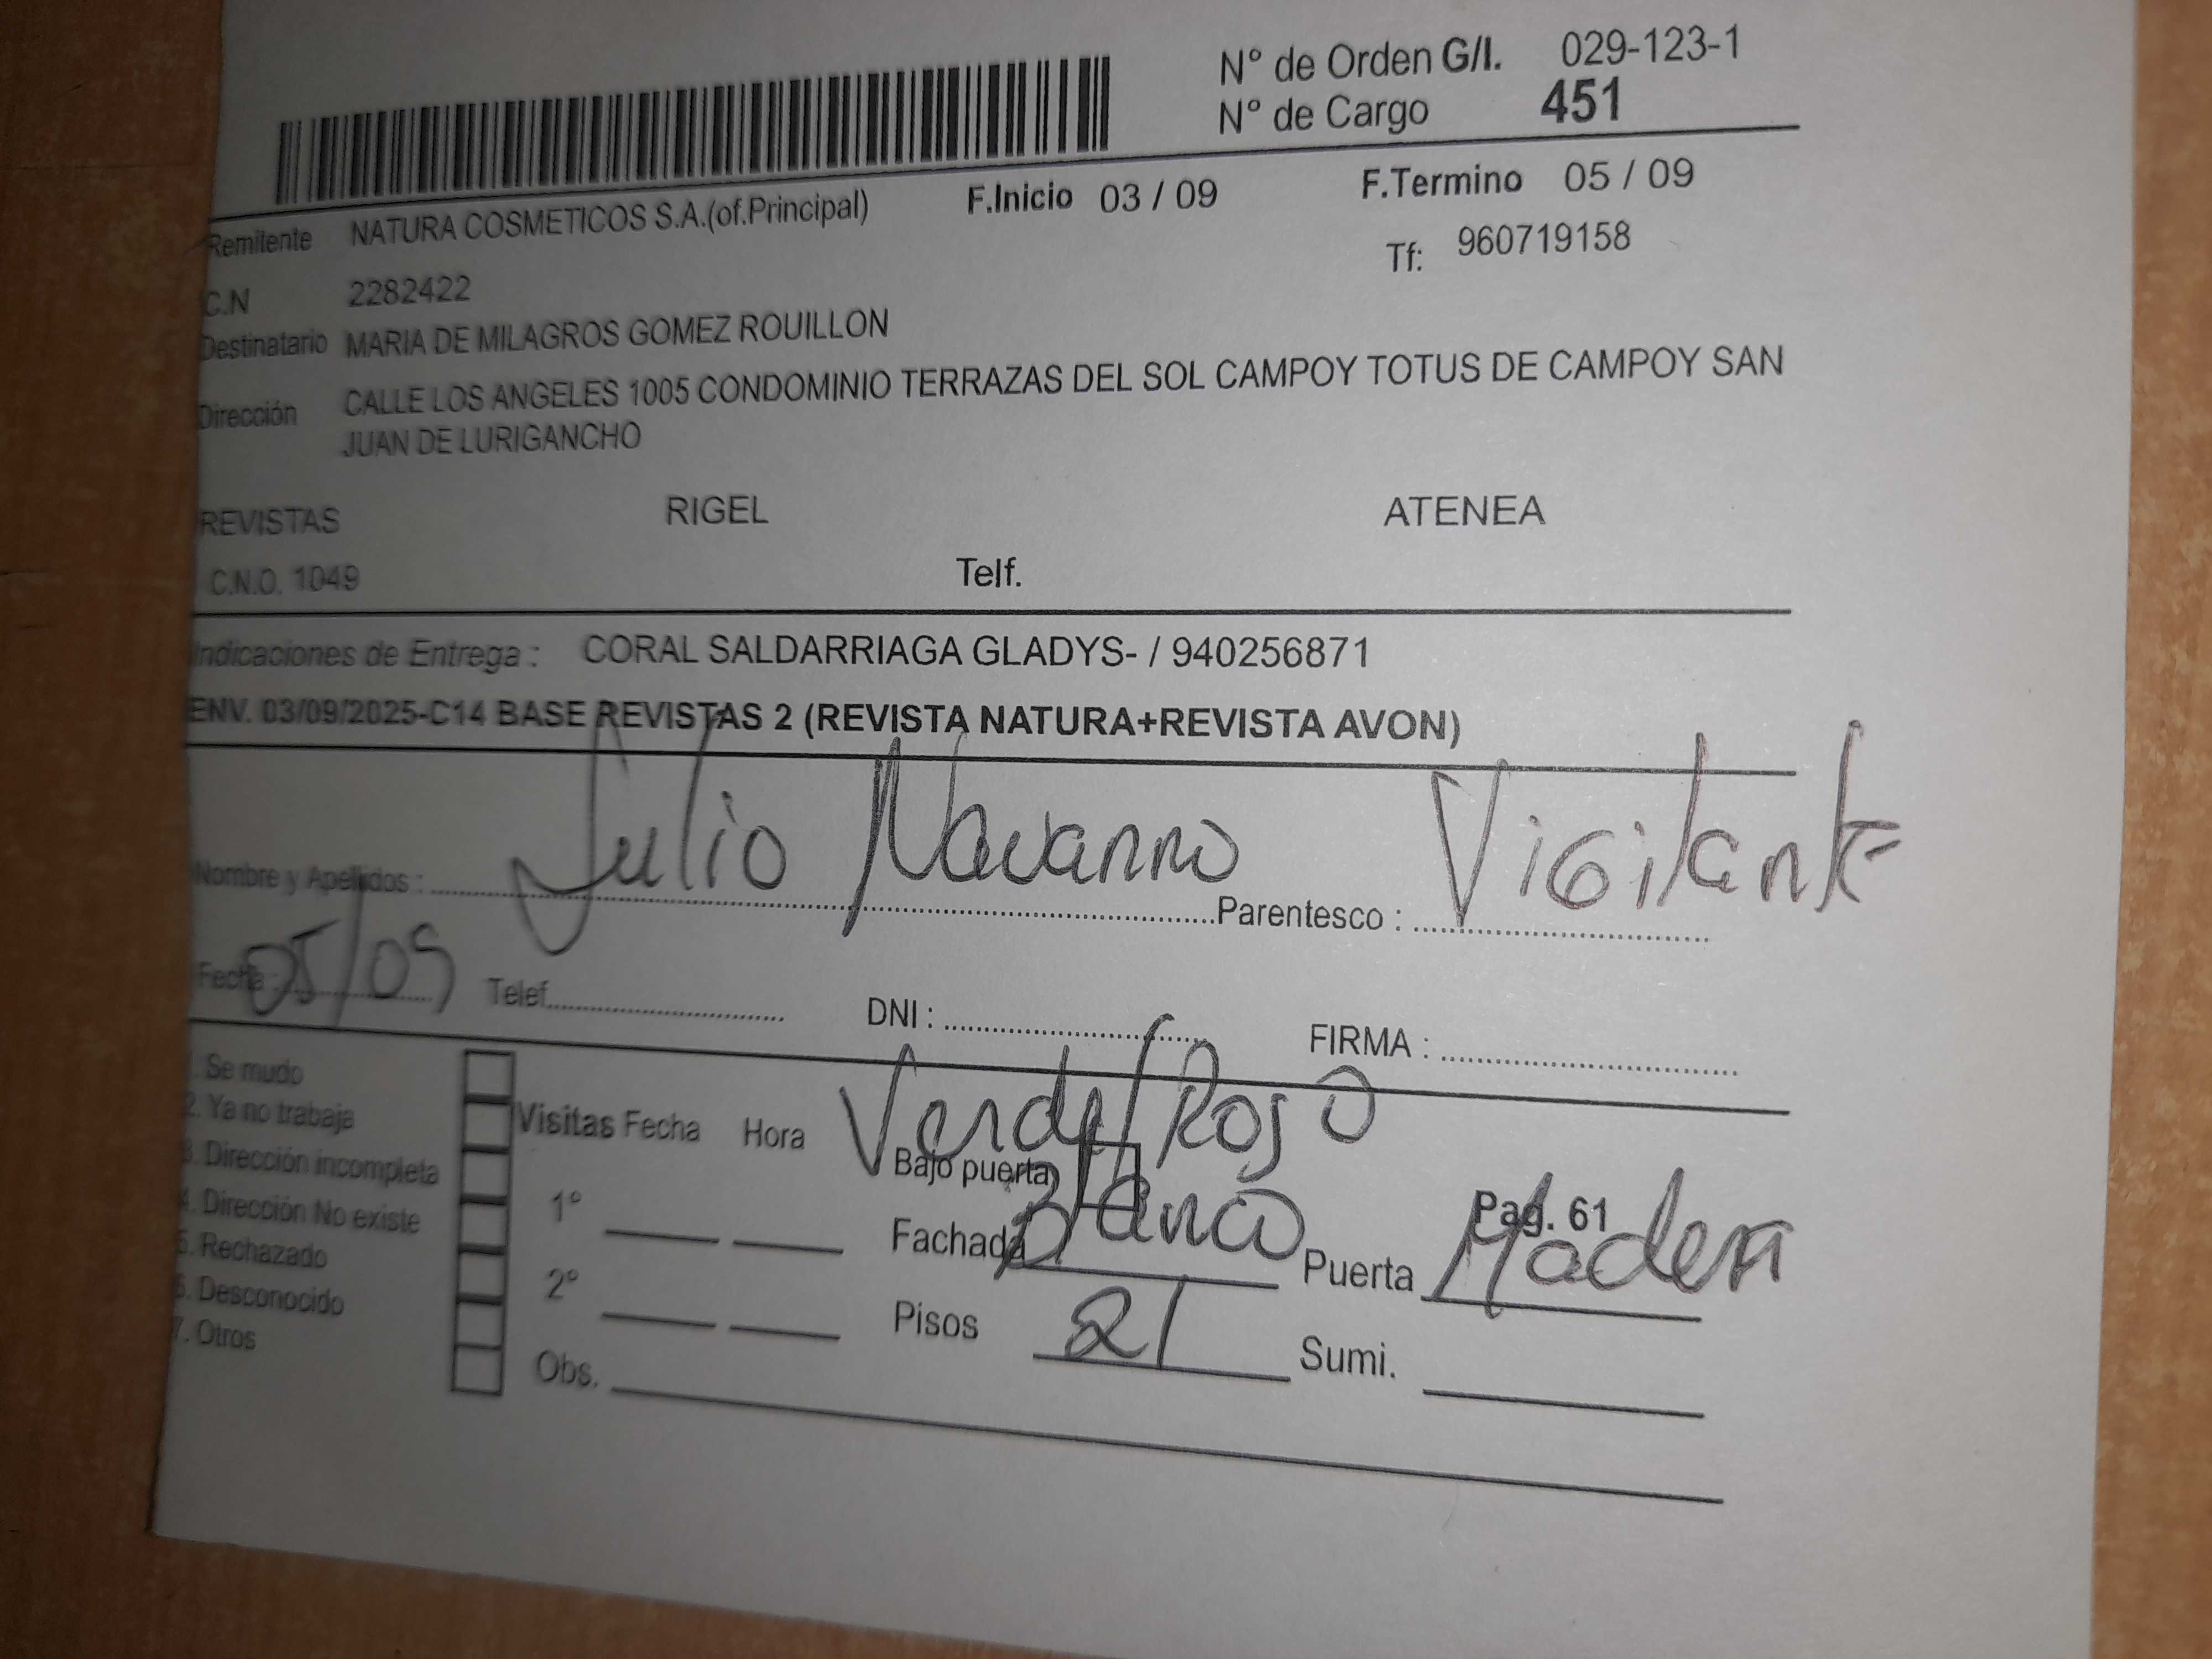 Nº de Orden G/I. 029-123-1
Nº de Cargo 451
Remitente NATURA COSMETICOS S.A.(of.Principal) F.Inicio 03 / 09 F.Termino 05 / 09
C.N 2282422 Tf: 960719158
Destinatario MARIA DE MILAGROS GOMEZ ROUILLON
Dirección CALLE LOS ANGELES 1005 CONDOMINIO TERRAZAS DEL SOL CAMPOY TOTUS DE CAMPOY SAN
JUAN DE LURIGANCHO
REVISTAS RIGEL ATENEA
C.N.O. 1049 Telf.
Indicaciones de Entrega : CORAL SALDARRIAGA GLADYS- / 940256871
ENV. 03/09/2025-C14 BASE REVISTAS 2 (REVISTA NATURA+REVISTA AVON)
Nombre y Apellidos : Julio Navarro Parentesco : Vigilante
Fecha : 05/09 Telef. DNI : FIRMA :
1. Se mudo
2. Ya no trabaja
3. Dirección incompleta
4. Dirección No existe
5. Rechazado
6. Desconocido
7. Otros
Visitas Fecha Hora
1º
2º
Obs.
Verde/Rojo
Bajo puerta Pag. 61
Fachada Blanco Puerta Madera
Pisos 21 Sumi.